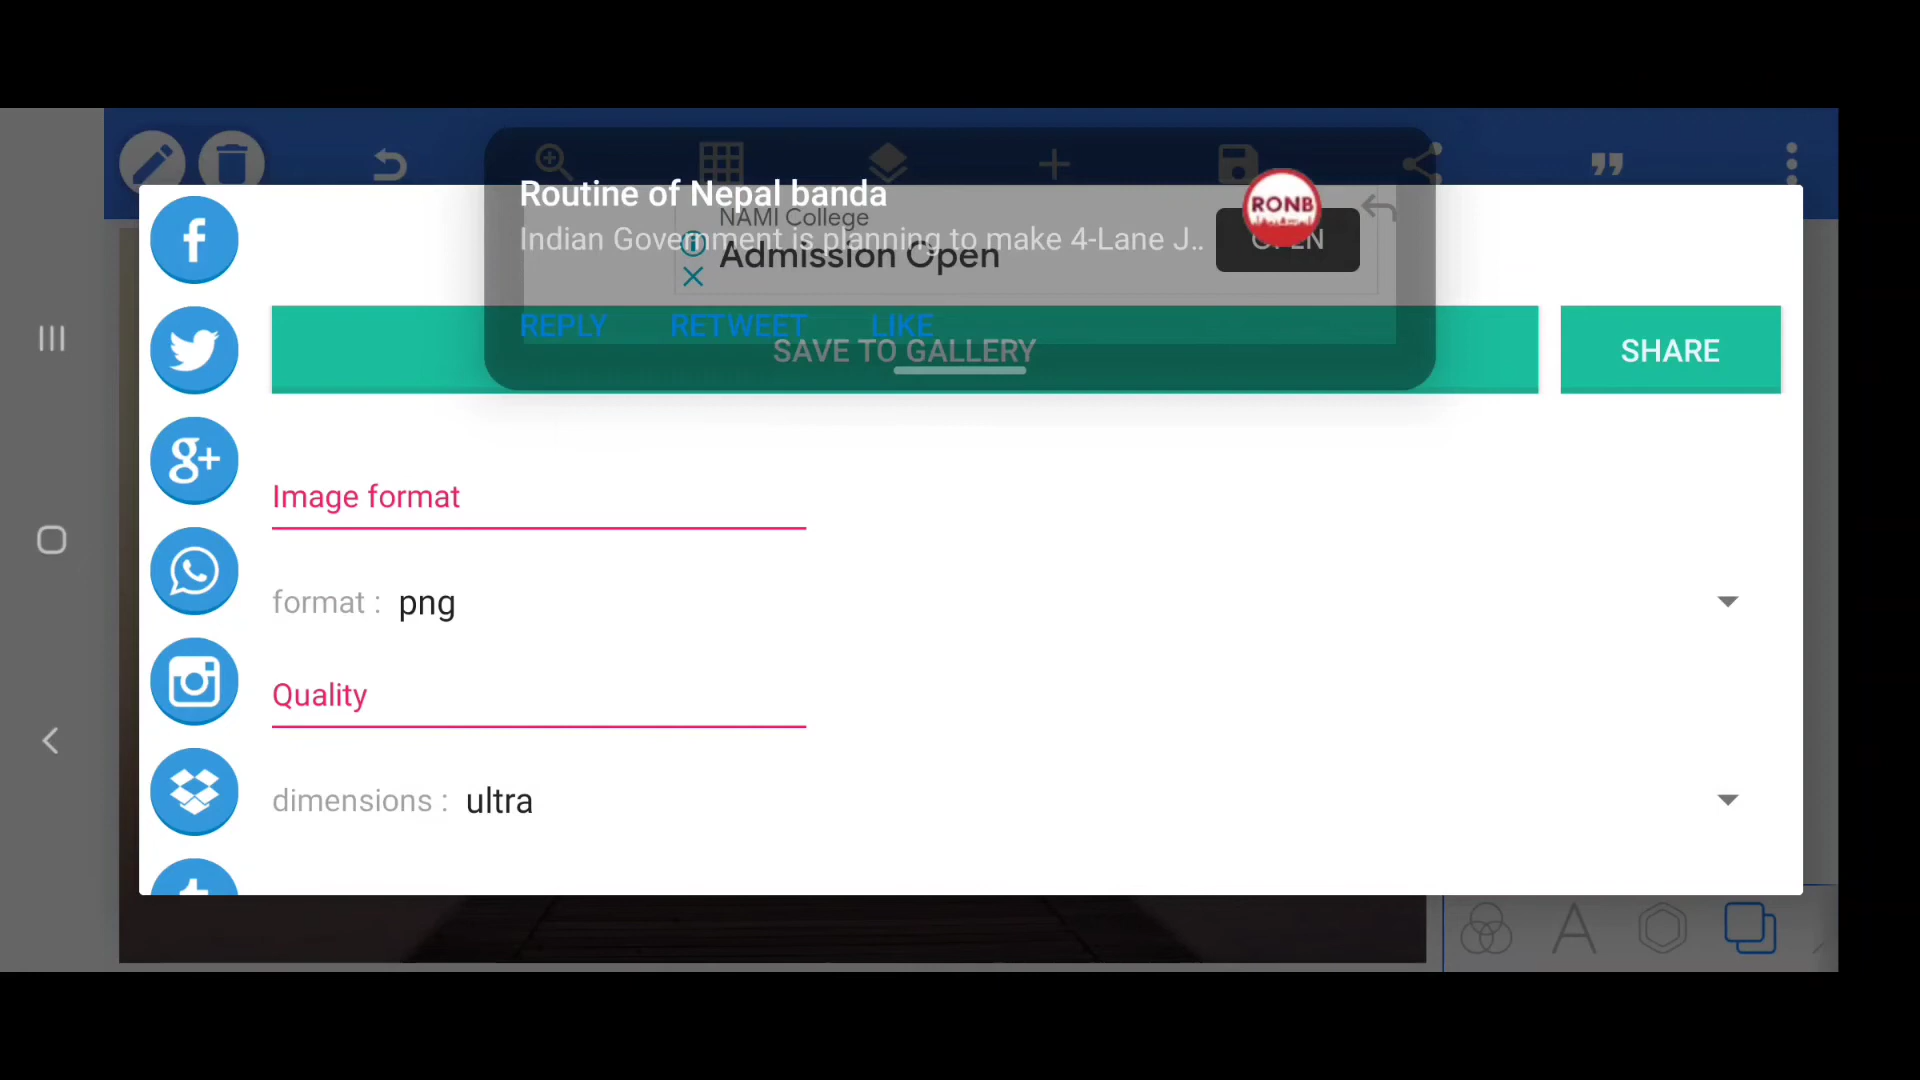 Routine of Nepal banda
RONB
NAMI College
Indian Government is planning to make 4-Lane J..
OPEN
Admission Open
REPLY RETWEET LIKE
SAVE TO GALLERY
SHARE
Image format
format : png
Quality
dimensions : ultra